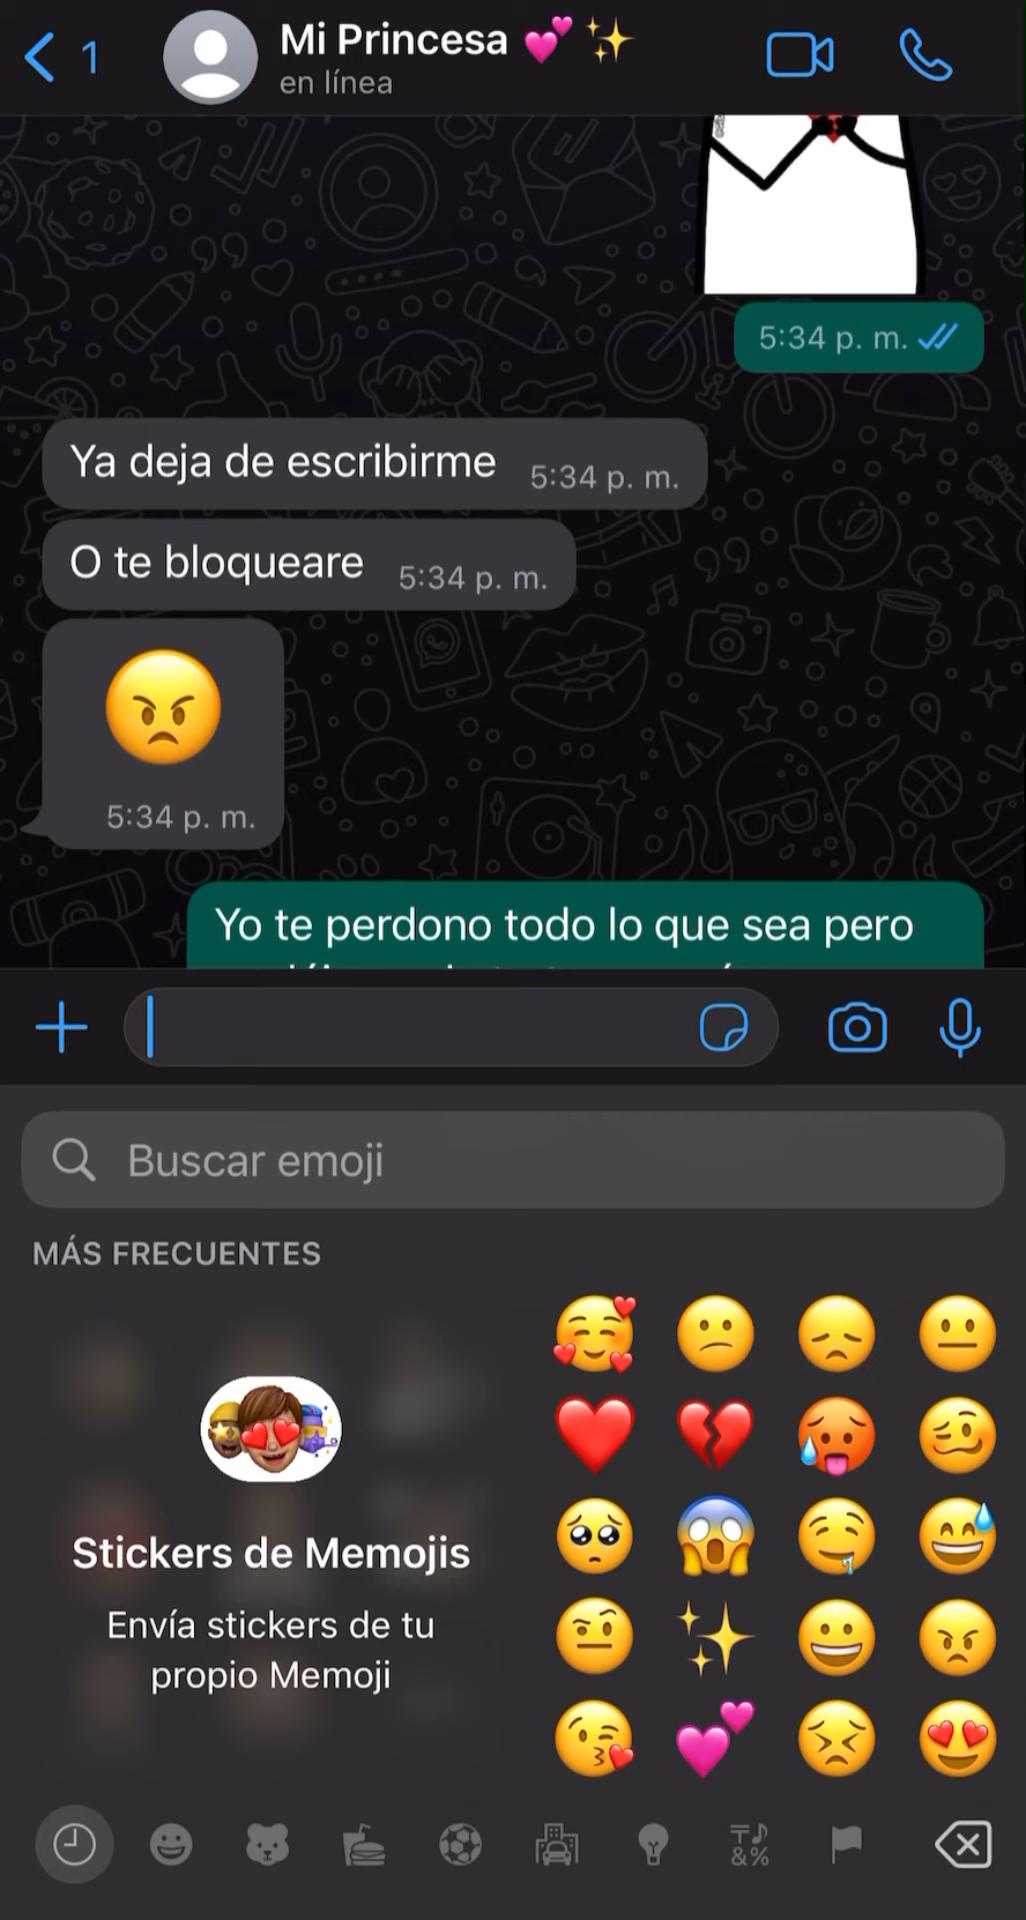 1
Mi Princesa 💕✨
en línea
5:34 p. m.
Ya deja de escribirme 5:34 p. m.
O te bloqueare 5:34 p. m.
😠
5:34 p. m.
Yo te perdono todo lo que sea pero
Buscar emoji
MÁS FRECUENTES
Stickers de Memojis
Envía stickers de tu
propio Memoji